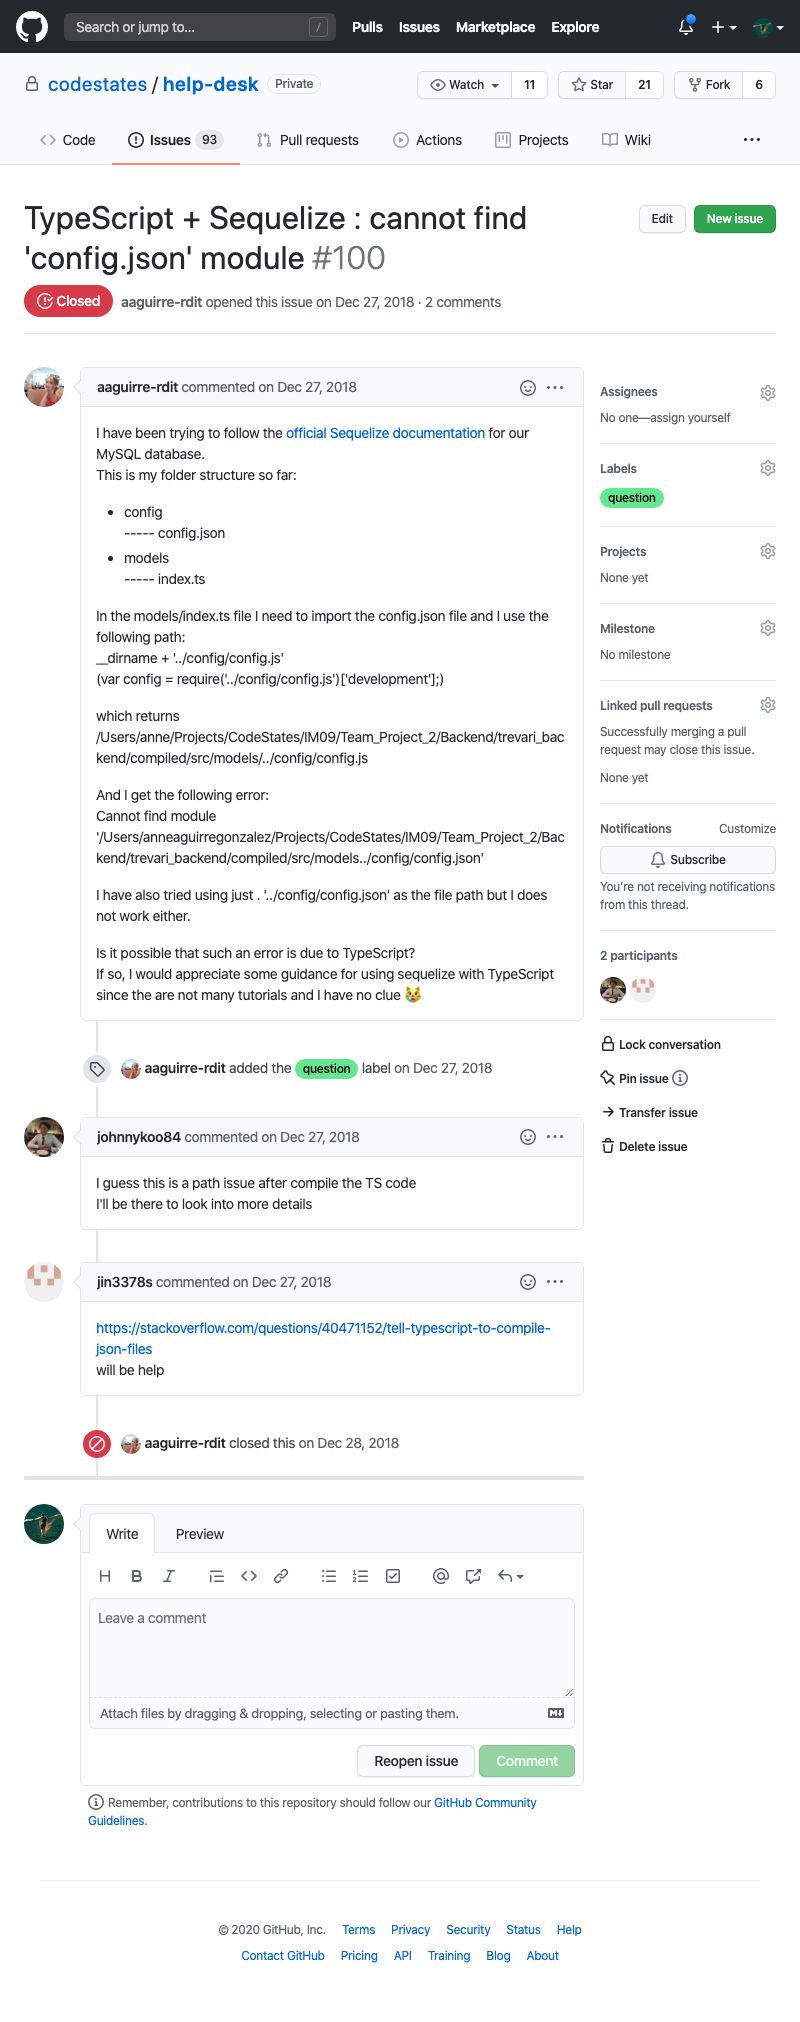 Search or jump to... /
Pulls Issues Marketplace Explore
codestates / help-desk Private
Watch 11 Star 21 Fork 6
Code Issues 93 Pull requests Actions Projects Wiki
TypeScript + Sequelize : cannot find
'config.json' module #100
Edit New issue
Closed aaguirre-rdit opened this issue on Dec 27, 2018 · 2 comments
aaguirre-rdit commented on Dec 27, 2018
I have been trying to follow the official Sequelize documentation for our
MySQL database.
This is my folder structure so far:
• config
----- config.json
• models
----- index.ts
In the models/index.ts file I need to import the config.json file and I use the
following path:
__dirname + '../config/config.js'
(var config = require('../config/config.js')['development'];)
which returns
/Users/anne/Projects/CodeStates/IM09/Team_Project_2/Backend/trevari_bac
kend/compiled/src/models/../config/config.js
And I get the following error:
Cannot find module
'/Users/anneaguirregonzalez/Projects/CodeStates/IM09/Team_Project_2/Bac
kend/trevari_backend/compiled/src/models../config/config.json'
I have also tried using just . '../config/config.json' as the file path but I does
not work either.
Is it possible that such an error is due to TypeScript?
If so, I would appreciate some guidance for using sequelize with TypeScript
since the are not many tutorials and I have no clue 😿
aaguirre-rdit added the question label on Dec 27, 2018
johnnykoo84 commented on Dec 27, 2018
I guess this is a path issue after compile the TS code
I'll be there to look into more details
jin3378s commented on Dec 27, 2018
https://stackoverflow.com/questions/40471152/tell-typescript-to-compile-
json-files
will be help
aaguirre-rdit closed this on Dec 28, 2018
Write Preview
Leave a comment
Attach files by dragging & dropping, selecting or pasting them.
Reopen issue Comment
Remember, contributions to this repository should follow our GitHub Community
Guidelines.
Assignees
No one—assign yourself
Labels
question
Projects
None yet
Milestone
No milestone
Linked pull requests
Successfully merging a pull
request may close this issue.
None yet
Notifications Customize
Subscribe
You're not receiving notifications
from this thread.
2 participants
Lock conversation
Pin issue
Transfer issue
Delete issue
© 2020 GitHub, Inc. Terms Privacy Security Status Help
Contact GitHub Pricing API Training Blog About